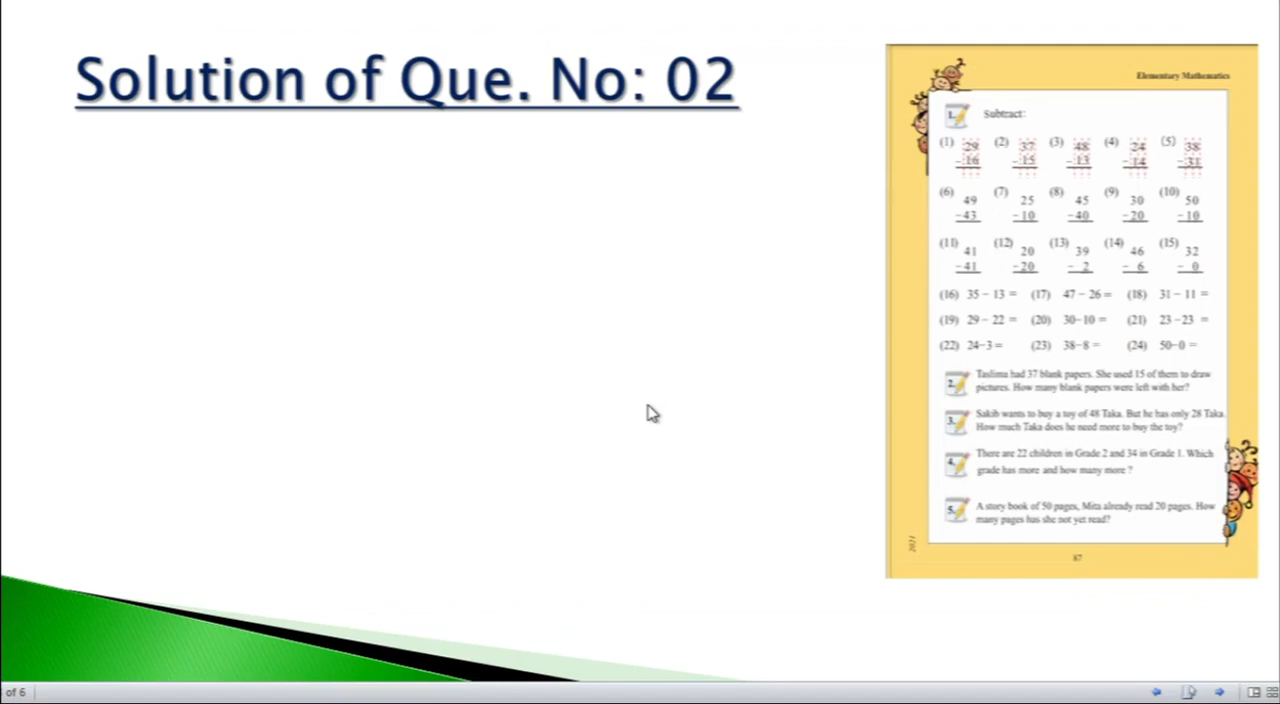 Solution of Que. No: 02
Elementary Mathematics
1. Subtract:
(1) 29 (2) 37 (3) 48 (4) 24 (5) 38
-16 -15 -13 -14 -31
(6) 49 (7) 25 (8) 45 (9) 30 (10) 50
-43 -10 -40 -20 -10
(11) 41 (12) 20 (13) 39 (14) 46 (15) 32
-41 -20 - 2 - 6 - 0
(16) 35 - 13 = (17) 47 - 26 = (18) 31 - 11 =
(19) 29 - 22 = (20) 30-10 = (21) 23 -23 =
(22) 24-3 = (23) 38-8 = (24) 50-0 =
2. Taslima had 37 blank papers. She used 15 of them to draw
pictures. How many blank papers were left with her?
3. Sakib wants to buy a toy of 48 Taka. But he has only 28 Taka.
How much Taka does he need more to buy the toy?
4. There are 22 children in Grade 2 and 34 in Grade 1. Which
grade has more and how many more ?
5. A story book of 50 pages, Mita already read 20 pages. How
many pages has she not yet read?
2021
87
of 6